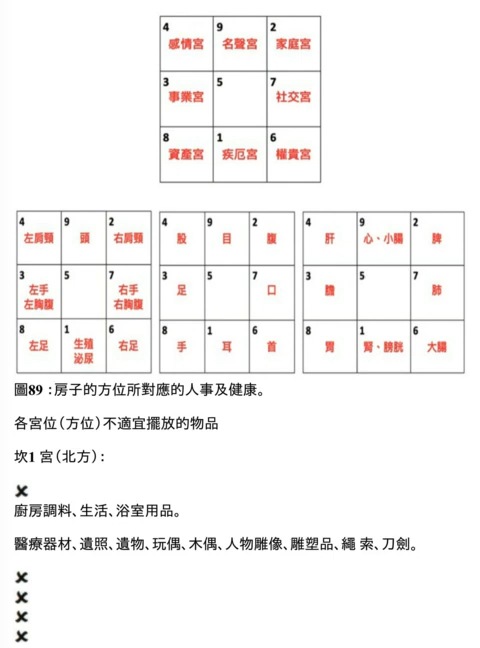 4 9 2
感情宮 名聲宮 家庭宮
3 5 7
事業宮 社交宮
8 1 6
資產宮 疾厄宮 權貴宮
4 9 2
左肩頸 頭 右肩頸
3 5 7
左手 右手
左胸腹 右胸腹
8 1 6
左足 生殖 右足
泌尿
4 9 2
股 目 腹
3 5 7
足 口
8 1 6
手 耳 首
4 9 2
肝 心、小腸 脾
3 5 7
膽 肺
8 1 6
胃 腎、膀胱 大腸
圖89:房子的方位所對應的人事及健康。
各宮位(方位)不適宜擺放的物品
坎1 宮(北方):
✘
廚房調料、生活、浴室用品。
醫療器材、遺照、遺物、玩偶、木偶、人物雕像、雕塑品、繩 索、刀劍。
✘
✘
✘
✘